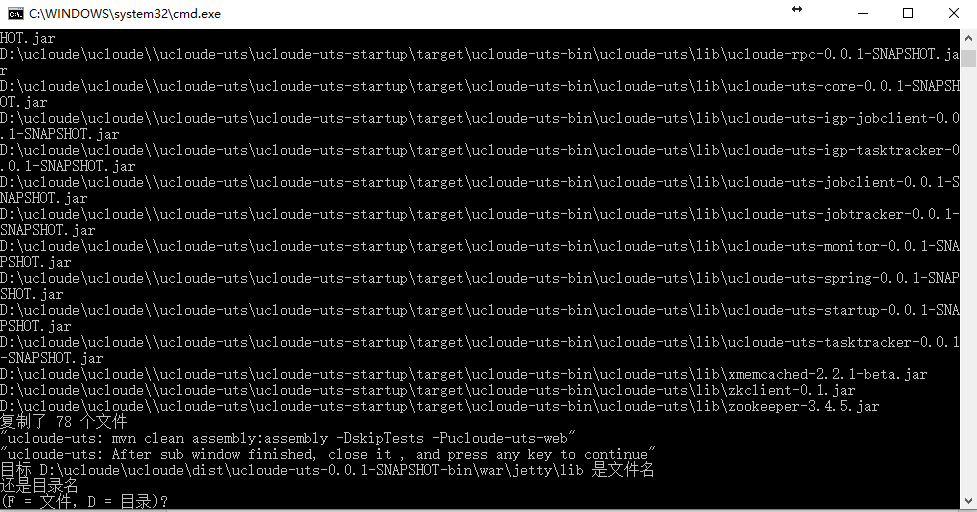 C:\WINDOWS\system32\cmd.exe
HOT.jar
D:\ucloude\ucloude\\ucloude-uts\ucloude-uts-startup\target\ucloude-uts-bin\ucloude-uts\lib\ucloude-rpc-0.0.1-SNAPSHOT.ja
r
D:\ucloude\ucloude\\ucloude-uts\ucloude-uts-startup\target\ucloude-uts-bin\ucloude-uts\lib\ucloude-uts-core-0.0.1-SNAPSH
OT.jar
D:\ucloude\ucloude\\ucloude-uts\ucloude-uts-startup\target\ucloude-uts-bin\ucloude-uts\lib\ucloude-uts-igp-jobclient-0.0
.1-SNAPSHOT.jar
D:\ucloude\ucloude\\ucloude-uts\ucloude-uts-startup\target\ucloude-uts-bin\ucloude-uts\lib\ucloude-uts-igp-tasktracker-0
.0.1-SNAPSHOT.jar
D:\ucloude\ucloude\\ucloude-uts\ucloude-uts-startup\target\ucloude-uts-bin\ucloude-uts\lib\ucloude-uts-jobclient-0.0.1-S
NAPSHOT.jar
D:\ucloude\ucloude\\ucloude-uts\ucloude-uts-startup\target\ucloude-uts-bin\ucloude-uts\lib\ucloude-uts-jobtracker-0.0.1-
SNAPSHOT.jar
D:\ucloude\ucloude\\ucloude-uts\ucloude-uts-startup\target\ucloude-uts-bin\ucloude-uts\lib\ucloude-uts-monitor-0.0.1-SNA
PSHOT.jar
D:\ucloude\ucloude\\ucloude-uts\ucloude-uts-startup\target\ucloude-uts-bin\ucloude-uts\lib\ucloude-uts-spring-0.0.1-SNAP
SHOT.jar
D:\ucloude\ucloude\\ucloude-uts\ucloude-uts-startup\target\ucloude-uts-bin\ucloude-uts\lib\ucloude-uts-startup-0.0.1-SNA
PSHOT.jar
D:\ucloude\ucloude\\ucloude-uts\ucloude-uts-startup\target\ucloude-uts-bin\ucloude-uts\lib\ucloude-uts-tasktracker-0.0.1
-SNAPSHOT.jar
D:\ucloude\ucloude\\ucloude-uts\ucloude-uts-startup\target\ucloude-uts-bin\ucloude-uts\lib\xmemcached-2.2.1-beta.jar
D:\ucloude\ucloude\\ucloude-uts\ucloude-uts-startup\target\ucloude-uts-bin\ucloude-uts\lib\zkclient-0.1.jar
D:\ucloude\ucloude\\ucloude-uts\ucloude-uts-startup\target\ucloude-uts-bin\ucloude-uts\lib\zookeeper-3.4.5.jar
复制了 78 个文件
"ucloude-uts: mvn clean assembly:assembly -DskipTests -Pucloude-uts-web"
"ucloude-uts: After sub window finished, close it , and press any key to continue"
目标 D:\ucloude\ucloude\dist\ucloude-uts-0.0.1-SNAPSHOT-bin\war\jetty\lib 是文件名
还是目录名
(F = 文件，D = 目录)?